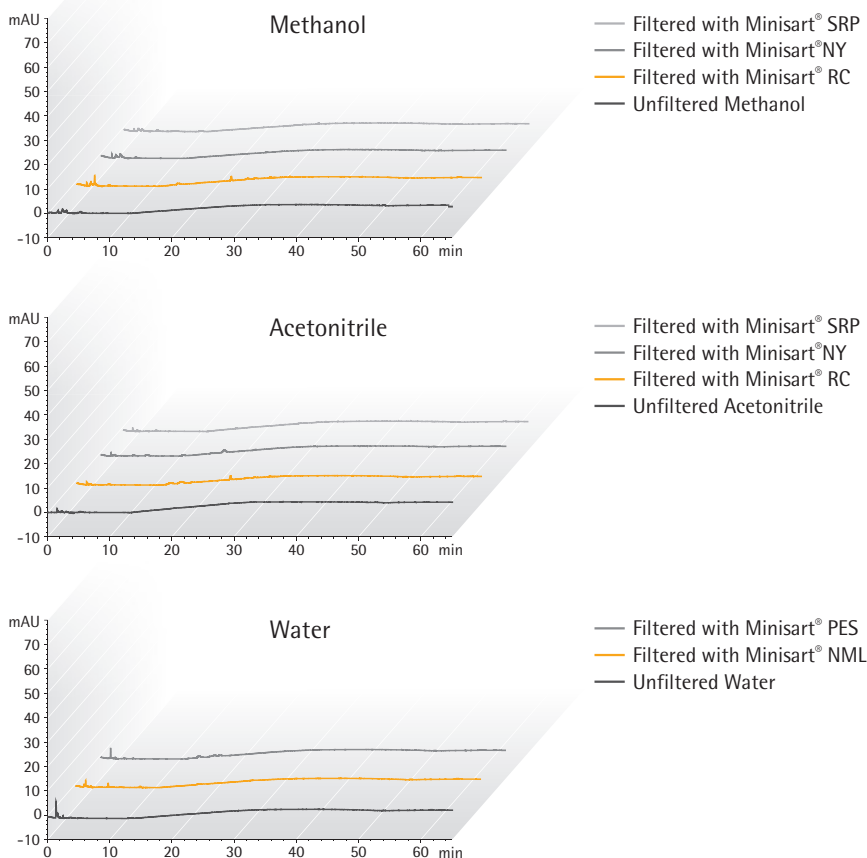 Methanol
mAU
70
60
50
40
30
20
10
0
-10
0 10 20 30 40 50 60 min
Filtered with Minisart® SRP
Filtered with Minisart®NY
Filtered with Minisart® RC
Unfiltered Methanol
Acetonitrile
mAU
70
60
50
40
30
20
10
0
-10
0 10 20 30 40 50 60 min
Filtered with Minisart® SRP
Filtered with Minisart®NY
Filtered with Minisart® RC
Unfiltered Acetonitrile
Water
mAU
70
60
50
40
30
20
10
0
-10
0 10 20 30 40 50 60 min
Filtered with Minisart® PES
Filtered with Minisart® NML
Unfiltered Water